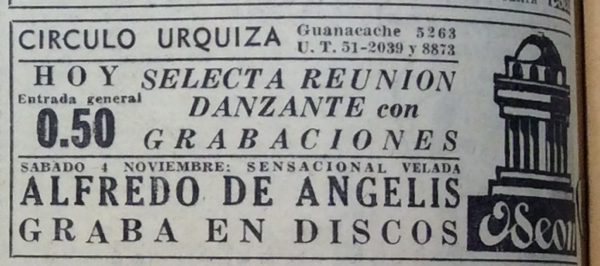 CIRCULO URQUIZA
Guanacache 5263
U. T. 51-2039 y 8873
HOY
Entrada general
0.50
SELECTA REUNION
DANZANTE con
GRABACIONES
SABADO 4 NOVIEMBRE: SENSACIONAL VELADA
ALFREDO DE ANGELIS
GRABA EN DISCOS
Odeon